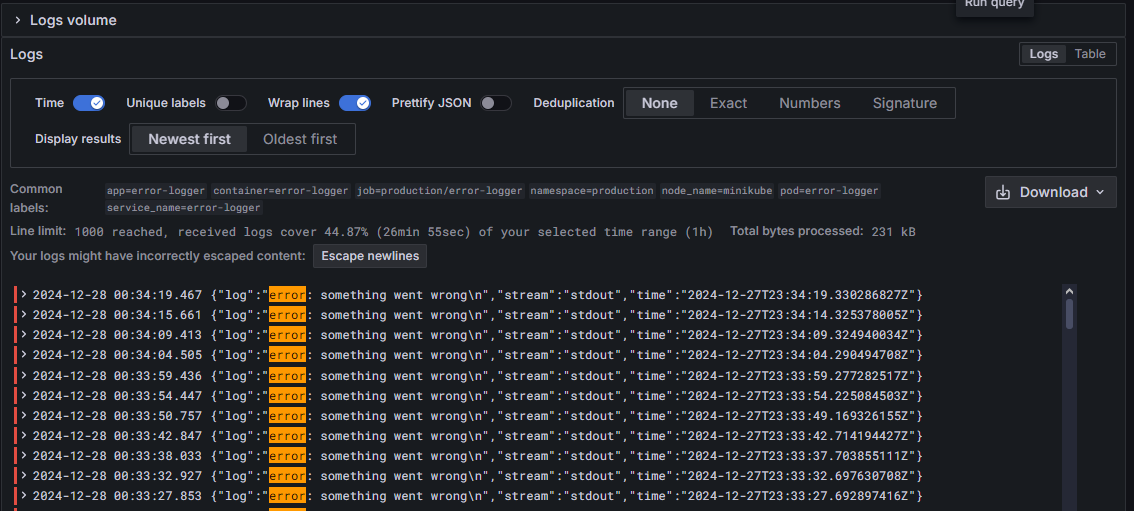 Run query
Logs volume
Logs
Logs Table
Time Unique labels Wrap lines Prettify JSON Deduplication None Exact Numbers Signature
Display results Newest first Oldest first
Common labels: app=error-logger container=error-logger job=production/error-logger namespace=production node_name=minikube pod=error-logger
service_name=error-logger
Download
Line limit: 1000 reached, received logs cover 44.87% (26min 55sec) of your selected time range (1h) Total bytes processed: 231 kB
Your logs might have incorrectly escaped content: Escape newlines
2024-12-28 00:34:19.467 {"log":"error: something went wrong\n","stream":"stdout","time":"2024-12-27T23:34:19.330286827Z"}
2024-12-28 00:34:15.661 {"log":"error: something went wrong\n","stream":"stdout","time":"2024-12-27T23:34:14.325378005Z"}
2024-12-28 00:34:09.413 {"log":"error: something went wrong\n","stream":"stdout","time":"2024-12-27T23:34:09.324940034Z"}
2024-12-28 00:34:04.505 {"log":"error: something went wrong\n","stream":"stdout","time":"2024-12-27T23:34:04.290494708Z"}
2024-12-28 00:33:59.436 {"log":"error: something went wrong\n","stream":"stdout","time":"2024-12-27T23:33:59.277282517Z"}
2024-12-28 00:33:54.447 {"log":"error: something went wrong\n","stream":"stdout","time":"2024-12-27T23:33:54.225084503Z"}
2024-12-28 00:33:50.757 {"log":"error: something went wrong\n","stream":"stdout","time":"2024-12-27T23:33:49.169326155Z"}
2024-12-28 00:33:42.847 {"log":"error: something went wrong\n","stream":"stdout","time":"2024-12-27T23:33:42.714194427Z"}
2024-12-28 00:33:38.033 {"log":"error: something went wrong\n","stream":"stdout","time":"2024-12-27T23:33:37.703855111Z"}
2024-12-28 00:33:32.927 {"log":"error: something went wrong\n","stream":"stdout","time":"2024-12-27T23:33:32.697630708Z"}
2024-12-28 00:33:27.853 {"log":"error: something went wrong\n","stream":"stdout","time":"2024-12-27T23:33:27.692897416Z"}